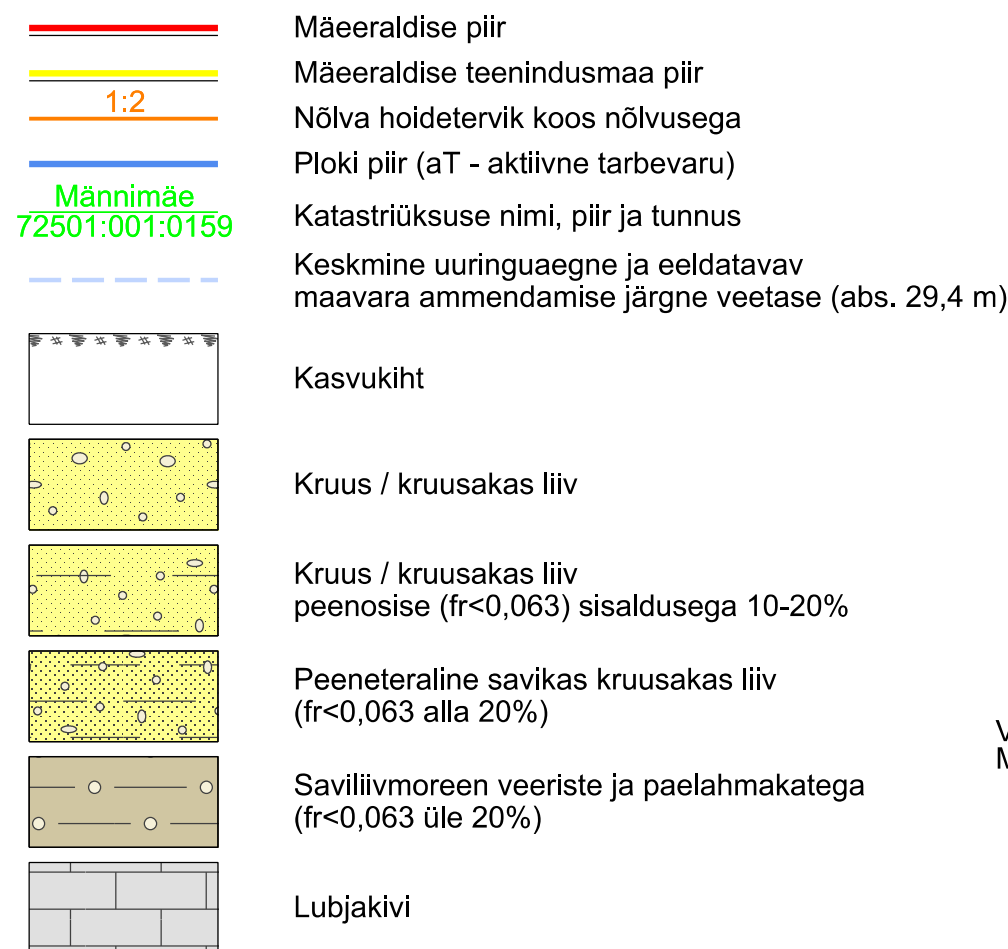 Mäeeraldise piir
Mäeeraldise teenindusmaa piir
1:2
Nõlva hoidetervik koos nõlvusega
Ploki piir (aT - aktiivne tarbevaru)
Männimäe
72501:001:0159
Katastriüksuse nimi, piir ja tunnus
Keskmine uuringuaegne ja eeldatavav
maavara ammendamise järgne veetase (abs. 29,4 m)
Kasvukiht
Kruus / kruusakas liiv
Kruus / kruusakas liiv
peenosise (fr<0,063) sisaldusega 10-20%
Peeneteraline savikas kruusakas liiv
(fr<0,063 alla 20%)
Saviliivmoreen veeriste ja paelahmakatega
(fr<0,063 üle 20%)
Lubjakivi